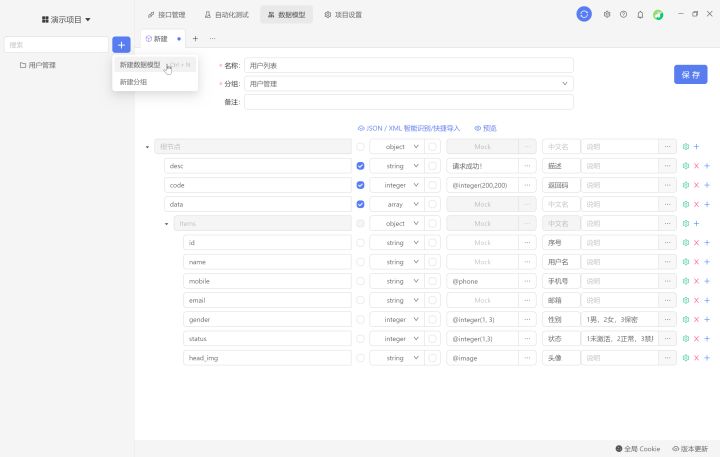 演示项目
接口管理 自动化测试 数据模型 项目设置
搜索
新建
新建数据模型 Ctrl + N
新建分组
用户管理
* 名称: 用户列表
* 分组: 用户管理
备注:
保 存
JSON / XML 智能识别/快捷导入 预览
根节点 object Mock ... 中文名 说明 ...
desc string 请求成功! ... 描述 说明 ...
code integer @integer(200,200) ... 返回码 说明 ...
data array Mock ... 中文名 说明 ...
Items object Mock ... 中文名 说明 ...
id string Mock ... 序号 说明 ...
name string Mock ... 用户名 说明 ...
mobile string @phone ... 手机号 说明 ...
email string Mock ... 邮箱 说明 ...
gender integer @integer(1, 3) ... 性别 1男，2女，3保密 ...
status integer @integer(1,3) ... 状态 1未激活，2正常，3禁用 ...
head_img string @image ... 头像 说明 ...
全局 Cookie 版本更新